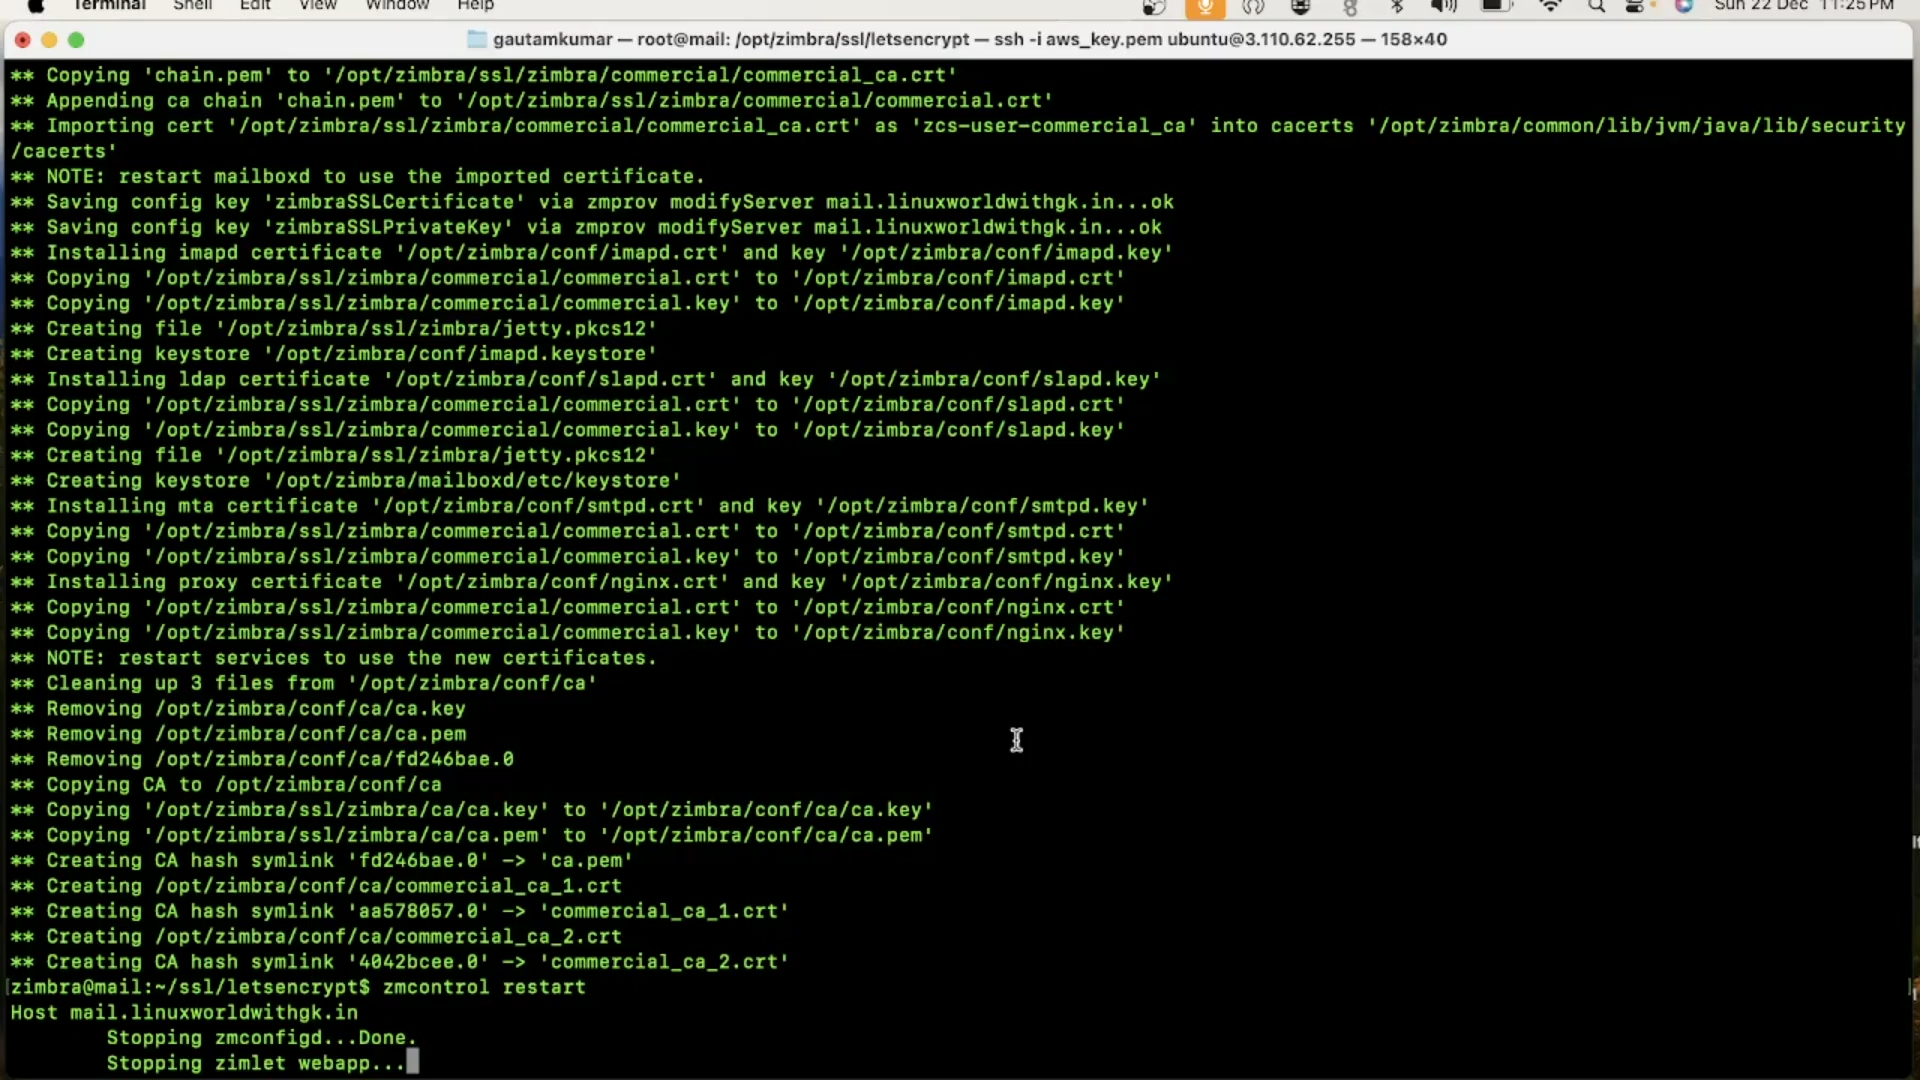 Terminal Shell Edit View Window Help Sun 22 Dec 11:25 PM
gautamkumar — root@mail: /opt/zimbra/ssl/letsencrypt — ssh -i aws_key.pem ubuntu@3.110.62.255 — 158×40
** Copying 'chain.pem' to '/opt/zimbra/ssl/zimbra/commercial/commercial_ca.crt'
** Appending ca chain 'chain.pem' to '/opt/zimbra/ssl/zimbra/commercial/commercial.crt'
** Importing cert '/opt/zimbra/ssl/zimbra/commercial/commercial_ca.crt' as 'zcs-user-commercial_ca' into cacerts '/opt/zimbra/common/lib/jvm/java/lib/security
/cacerts'
** NOTE: restart mailboxd to use the imported certificate.
** Saving config key 'zimbraSSLCertificate' via zmprov modifyServer mail.linuxworldwithgk.in...ok
** Saving config key 'zimbraSSLPrivateKey' via zmprov modifyServer mail.linuxworldwithgk.in...ok
** Installing imapd certificate '/opt/zimbra/conf/imapd.crt' and key '/opt/zimbra/conf/imapd.key'
** Copying '/opt/zimbra/ssl/zimbra/commercial/commercial.crt' to '/opt/zimbra/conf/imapd.crt'
** Copying '/opt/zimbra/ssl/zimbra/commercial/commercial.key' to '/opt/zimbra/conf/imapd.key'
** Creating file '/opt/zimbra/ssl/zimbra/jetty.pkcs12'
** Creating keystore '/opt/zimbra/conf/imapd.keystore'
** Installing ldap certificate '/opt/zimbra/conf/slapd.crt' and key '/opt/zimbra/conf/slapd.key'
** Copying '/opt/zimbra/ssl/zimbra/commercial/commercial.crt' to '/opt/zimbra/conf/slapd.crt'
** Copying '/opt/zimbra/ssl/zimbra/commercial/commercial.key' to '/opt/zimbra/conf/slapd.key'
** Creating file '/opt/zimbra/ssl/zimbra/jetty.pkcs12'
** Creating keystore '/opt/zimbra/mailboxd/etc/keystore'
** Installing mta certificate '/opt/zimbra/conf/smtpd.crt' and key '/opt/zimbra/conf/smtpd.key'
** Copying '/opt/zimbra/ssl/zimbra/commercial/commercial.crt' to '/opt/zimbra/conf/smtpd.crt'
** Copying '/opt/zimbra/ssl/zimbra/commercial/commercial.key' to '/opt/zimbra/conf/smtpd.key'
** Installing proxy certificate '/opt/zimbra/conf/nginx.crt' and key '/opt/zimbra/conf/nginx.key'
** Copying '/opt/zimbra/ssl/zimbra/commercial/commercial.crt' to '/opt/zimbra/conf/nginx.crt'
** Copying '/opt/zimbra/ssl/zimbra/commercial/commercial.key' to '/opt/zimbra/conf/nginx.key'
** NOTE: restart services to use the new certificates.
** Cleaning up 3 files from '/opt/zimbra/conf/ca'
** Removing /opt/zimbra/conf/ca/ca.key
** Removing /opt/zimbra/conf/ca/ca.pem
** Removing /opt/zimbra/conf/ca/fd246bae.0
** Copying CA to /opt/zimbra/conf/ca
** Copying '/opt/zimbra/ssl/zimbra/ca/ca.key' to '/opt/zimbra/conf/ca/ca.key'
** Copying '/opt/zimbra/ssl/zimbra/ca/ca.pem' to '/opt/zimbra/conf/ca/ca.pem'
** Creating CA hash symlink 'fd246bae.0' -> 'ca.pem'
** Creating /opt/zimbra/conf/ca/commercial_ca_1.crt
** Creating CA hash symlink 'aa578057.0' -> 'commercial_ca_1.crt'
** Creating /opt/zimbra/conf/ca/commercial_ca_2.crt
** Creating CA hash symlink '4042bcee.0' -> 'commercial_ca_2.crt'
zimbra@mail:~/ssl/letsencrypt$ zmcontrol restart
Host mail.linuxworldwithgk.in
Stopping zmconfigd...Done.
Stopping zimlet webapp...